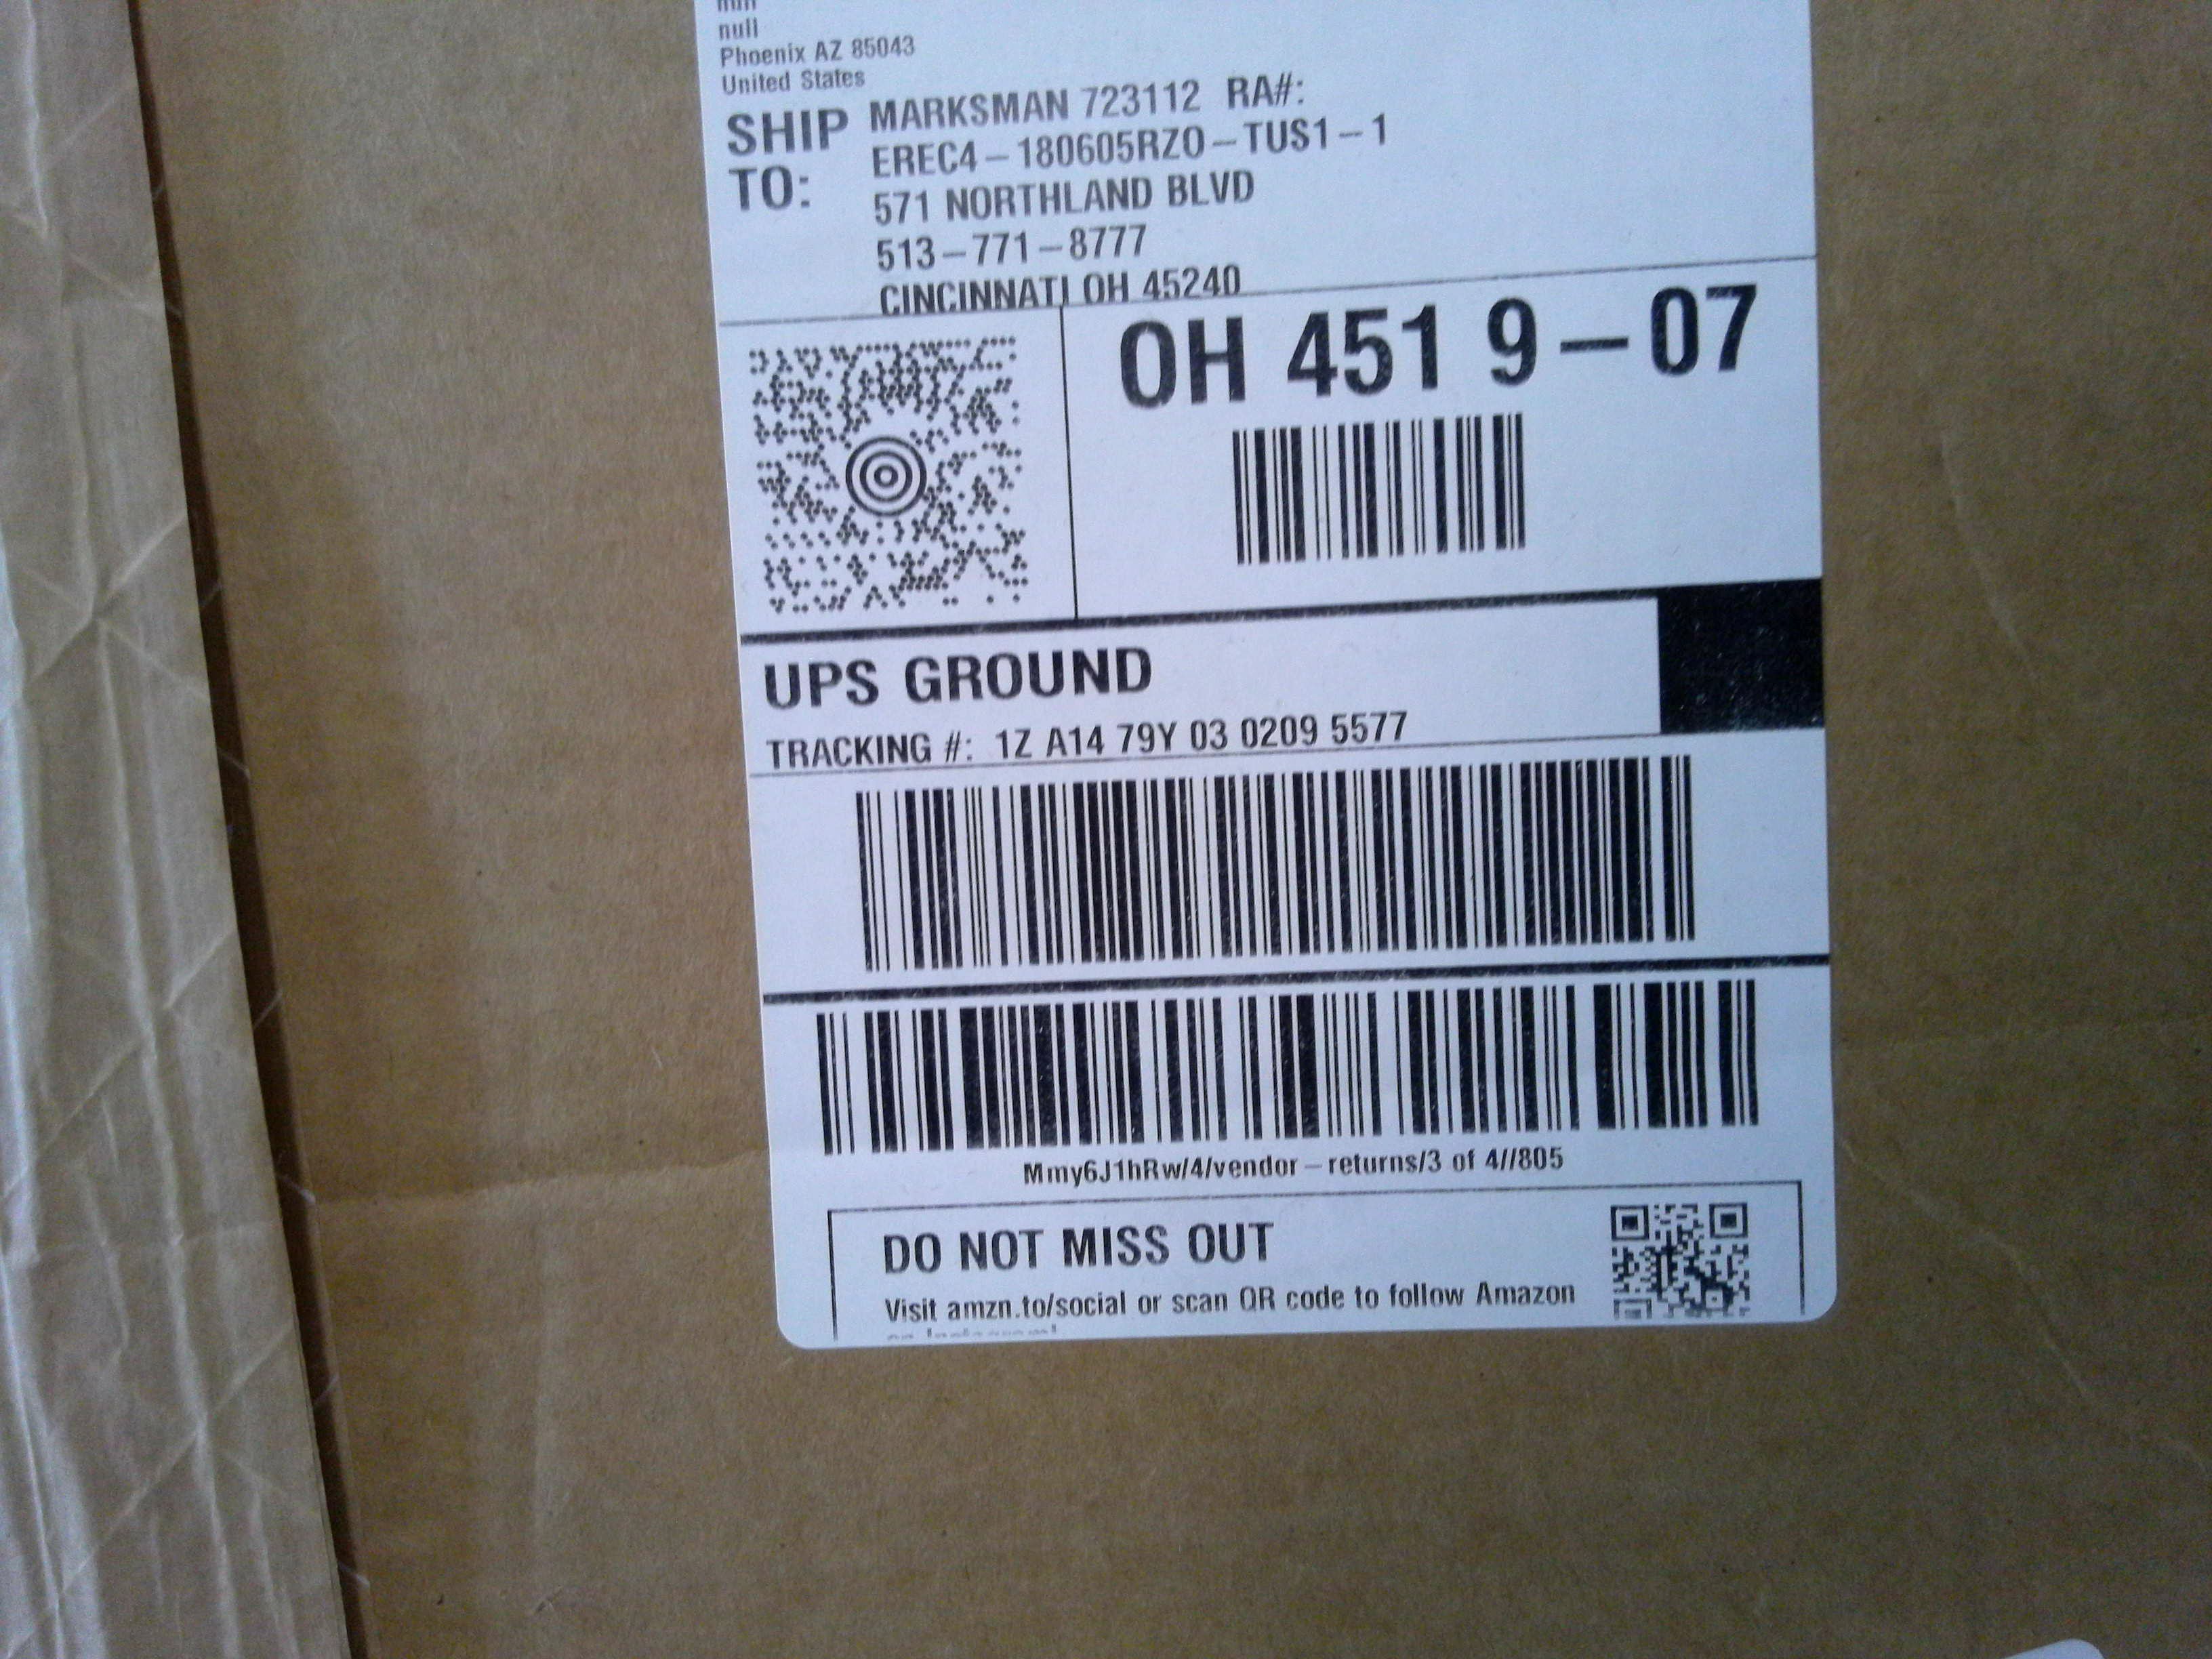 null
Phoenix AZ 85043
United States
SHIP TO:
MARKSMAN 723112 RA#:
EREC4-180605RZO-TUS1-1
571 NORTHLAND BLVD
513-771-8777
CINCINNATI OH 45240
OH 451 9-07
UPS GROUND
TRACKING #: 1Z A14 79Y 03 0209 5577
Mmy6J1hRw/4/vendor-returns/3 of 4//805
DO NOT MISS OUT
Visit amzn.to/social or scan QR code to follow Amazon